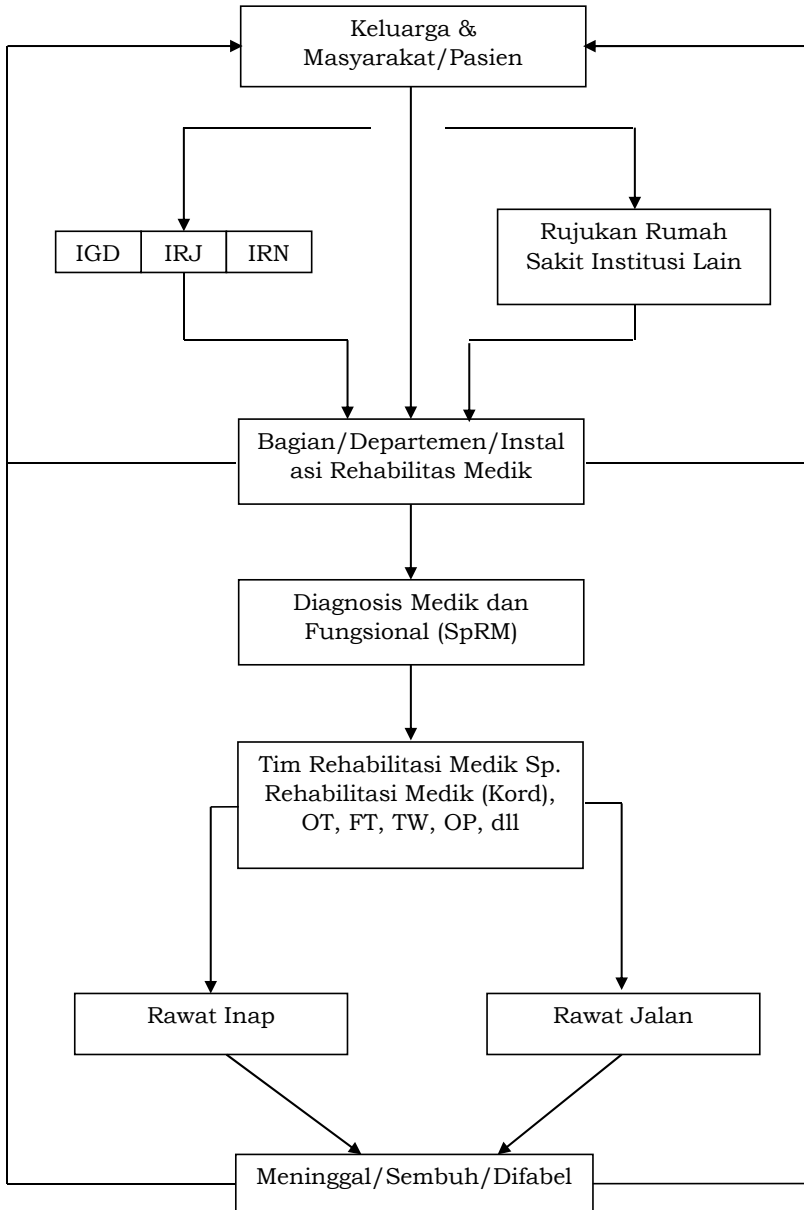 Keluarga &
Masyarakat/Pasien
IGD IRJ IRN
Rujukan Rumah
Sakit Institusi Lain
Bagian/Departemen/Instal
asi Rehabilitas Medik
Diagnosis Medik dan
Fungsional (SpRM)
Tim Rehabilitasi Medik Sp.
Rehabilitasi Medik (Kord),
OT, FT, TW, OP, dll
Rawat Inap
Rawat Jalan
Meninggal/Sembuh/Difabel